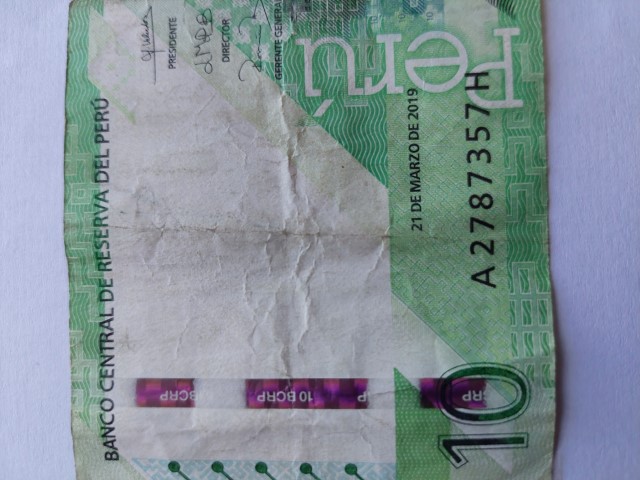 BANCO CENTRAL DE RESERVA DEL PERÚ
BCRP
10 BCRP
P
RP
PRESIDENTE
DIRECTOR
GERENTE GENERAL
Perú
21 DE MARZO DE 2019
10
A 2787357 H